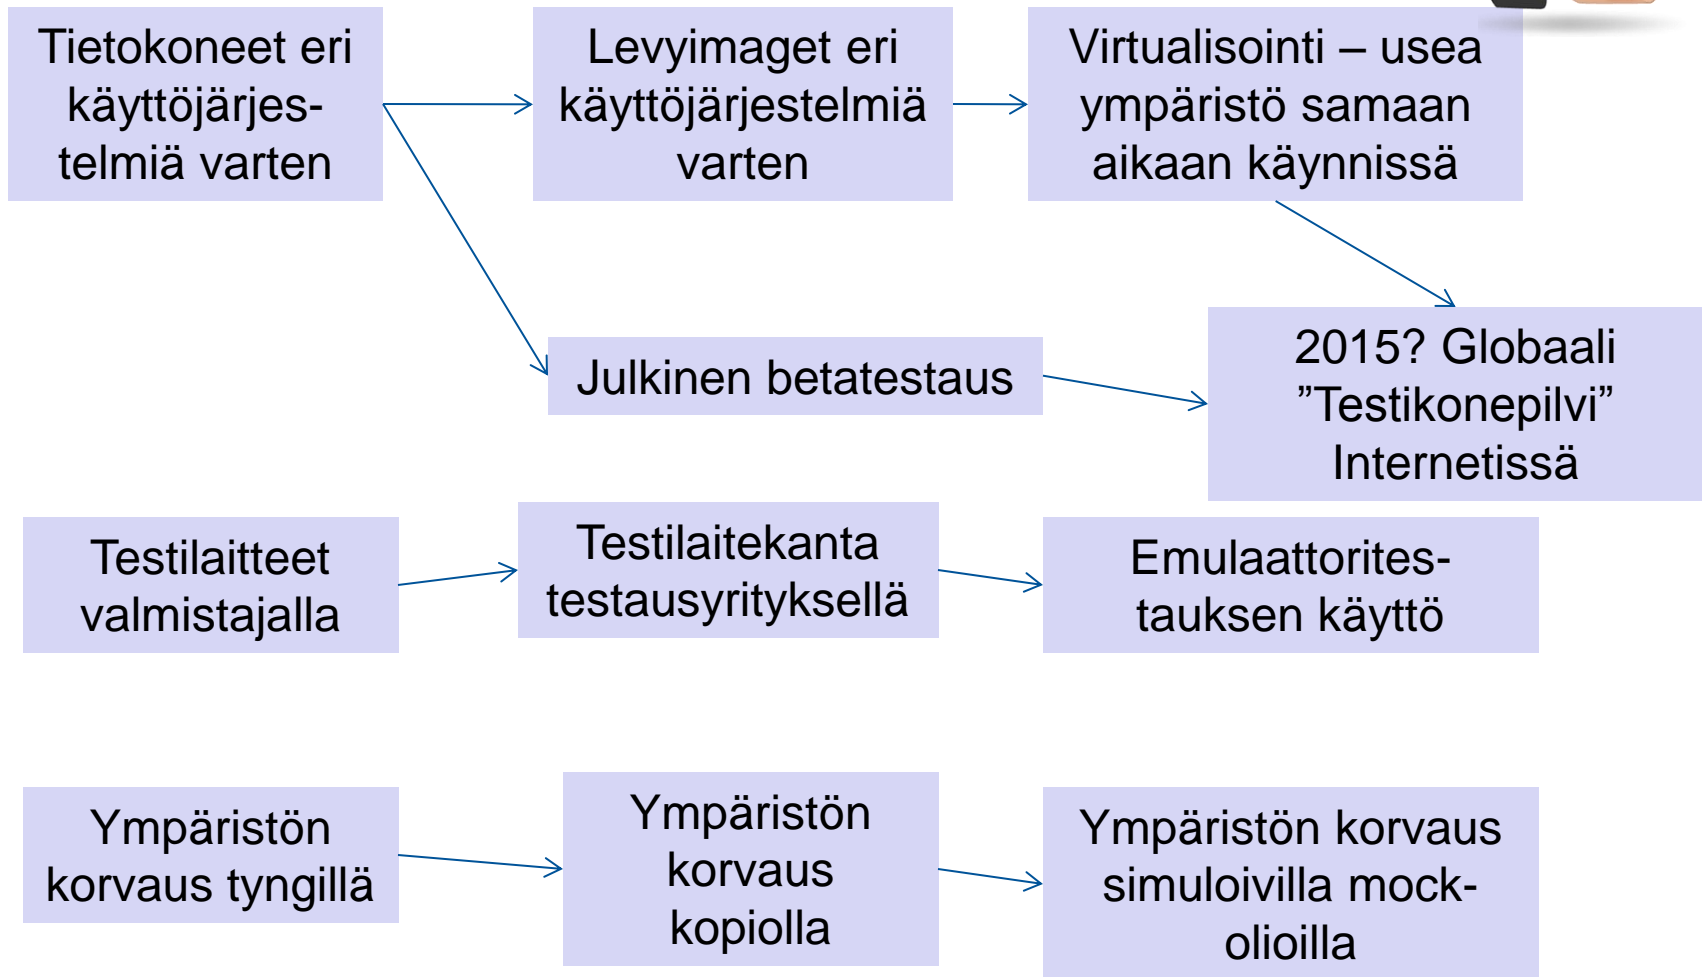 Tietokoneet eri
käyttöjärjes-
telmiä varten
Levyimaget eri
käyttöjärjestelmiä
varten
Virtualisointi – usea
ympäristö samaan
aikaan käynnissä
Julkinen betatestaus
2015? Globaali
”Testikonepilvi”
Internetissä
Testilaitteet
valmistajalla
Testilaitekanta
testausyrityksellä
Emulaattorites-
tauksen käyttö
Ympäristön
korvaus tyngillä
Ympäristön
korvaus
kopiolla
Ympäristön korvaus
simuloivilla mock-
olioilla